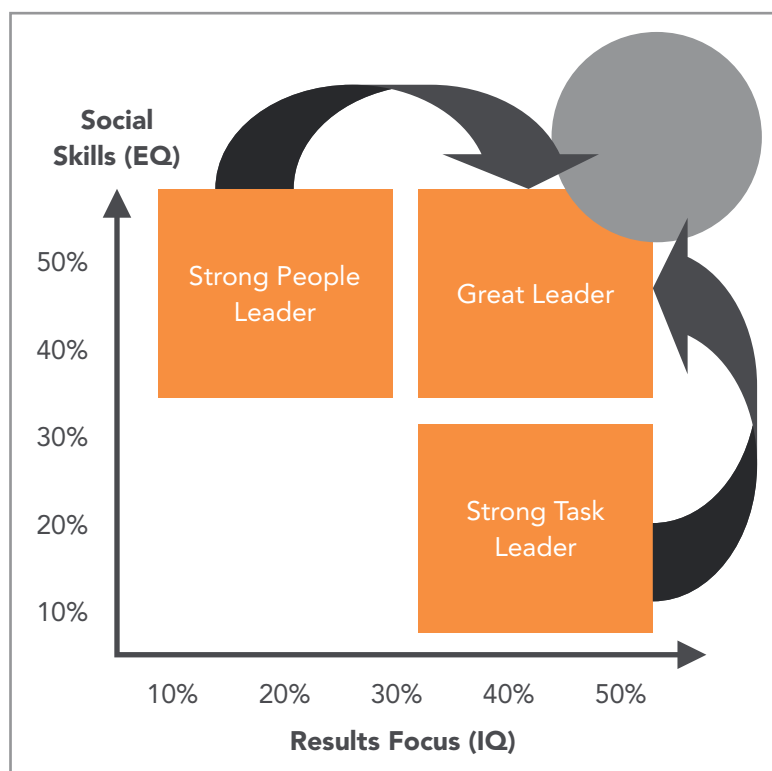 Social
Skills (EQ)
50%
40%
30%
20%
10%
Strong People
Leader
Great Leader
Strong Task
Leader
10%
20%
30%
40%
50%
Results Focus (IQ)